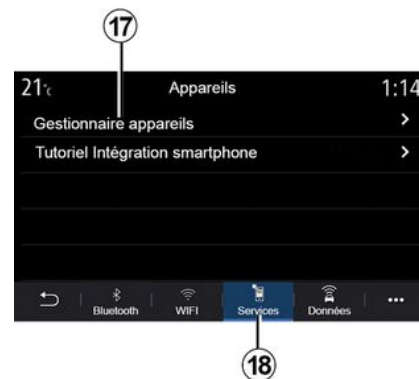 17
21°c Appareils 1:14
Gestionnaire appareils
Tutoriel Intégration smartphone
Bluetooth WIFI Services Données
18